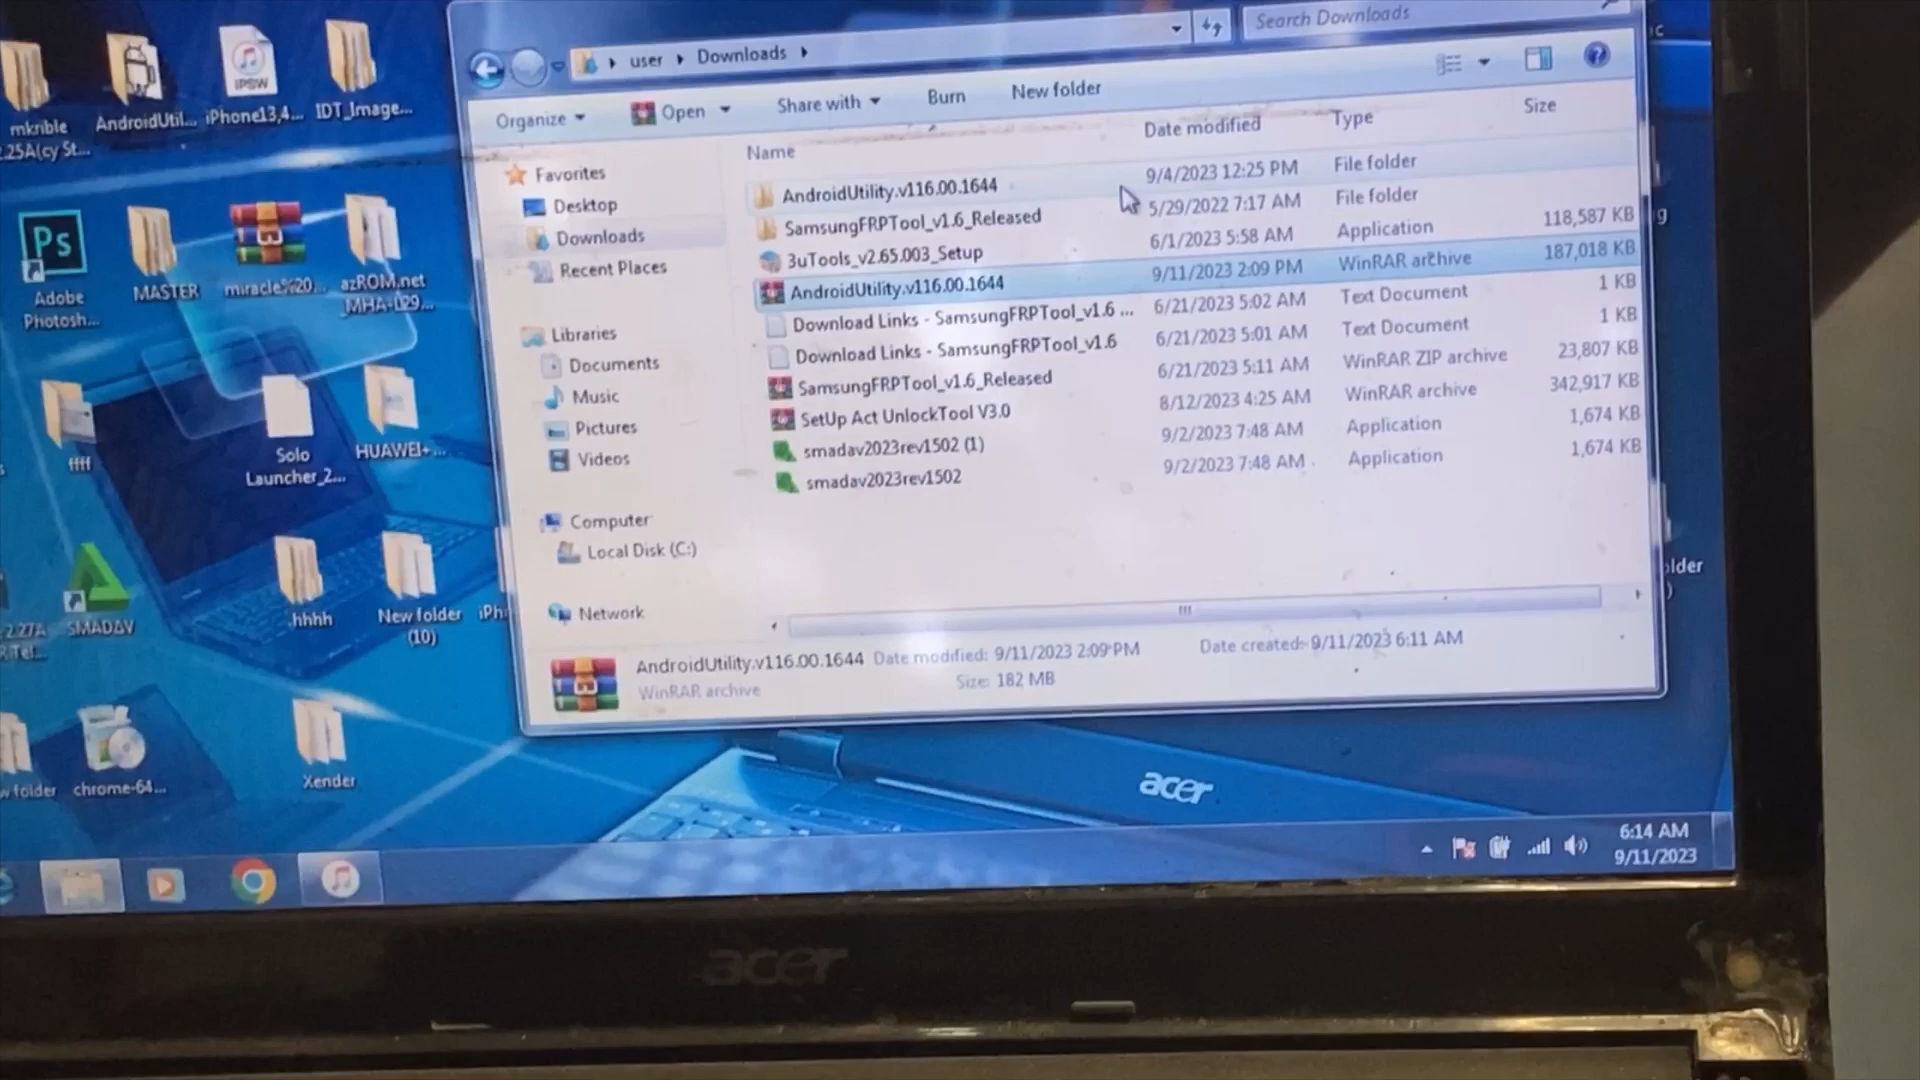 user ▸ Downloads ▸
Search Downloads
Organize
Open
Share with
Burn
New folder
Name
Date modified
Type
Size
Favorites
Desktop
Downloads
Recent Places
Libraries
Documents
Music
Pictures
Videos
Computer
Local Disk (C:)
Network
AndroidUtility.v116.00.1644 9/4/2023 12:25 PM File folder
SamsungFRPTool_v1.6_Released 5/29/2022 7:17 AM File folder
3uTools_v2.65.003_Setup 6/1/2023 5:58 AM Application 118,587 KB
AndroidUtility.v116.00.1644 9/11/2023 2:09 PM WinRAR archive 187,018 KB
Download Links - SamsungFRPTool_v1.6 ... 6/21/2023 5:02 AM Text Document 1 KB
Download Links - SamsungFRPTool_v1.6 6/21/2023 5:01 AM Text Document 1 KB
SamsungFRPTool_v1.6_Released 6/21/2023 5:11 AM WinRAR ZIP archive 23,807 KB
SetUp Act UnlockTool V3.0 8/12/2023 4:25 AM WinRAR archive 342,917 KB
smadav2023rev1502 (1) 9/2/2023 7:48 AM Application 1,674 KB
smadav2023rev1502 9/2/2023 7:48 AM Application 1,674 KB
AndroidUtility.v116.00.1644 Date modified: 9/11/2023 2:09 PM Date created: 9/11/2023 6:11 AM
WinRAR archive Size: 182 MB
mkrible
.25A(cy St...
AndroidUtil...
IPSW
iPhone13,4...
IDT_Image...
Ps
Adobe
Photosh...
MASTER
miracle%20...
azROM.net
_MHA-L29...
ffff
Solo
Launcher_2...
HUAWEI+...
2.27A
SMADAV
hhhh
New folder
(10)
iPh
w folder
chrome-64...
Xender
acer
6:14 AM
9/11/2023
acer